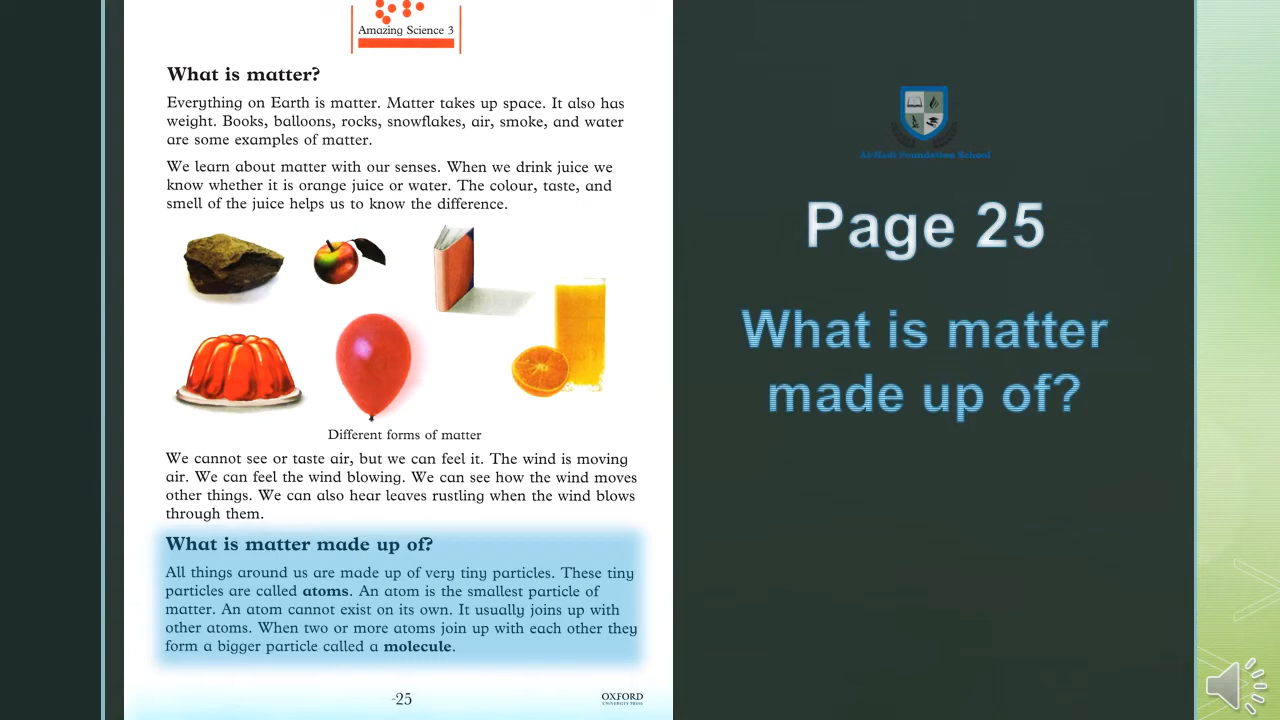 Amazing Science 3
What is matter?
Everything on Earth is matter. Matter takes up space. It also has
weight. Books, balloons, rocks, snowflakes, air, smoke, and water
are some examples of matter.
We learn about matter with our senses. When we drink juice we
know whether it is orange juice or water. The colour, taste, and
smell of the juice helps us to know the difference.
Different forms of matter
We cannot see or taste air, but we can feel it. The wind is moving
air. We can feel the wind blowing. We can see how the wind moves
other things. We can also hear leaves rustling when the wind blows
through them.
What is matter made up of?
All things around us are made up of very tiny particles. These tiny
particles are called atoms. An atom is the smallest particle of
matter. An atom cannot exist on its own. It usually joins up with
other atoms. When two or more atoms join up with each other they
form a bigger particle called a molecule.
-25
OXFORD
UNIVERSITY PRESS
Foundation School
Page 25
What is matter
made up of?